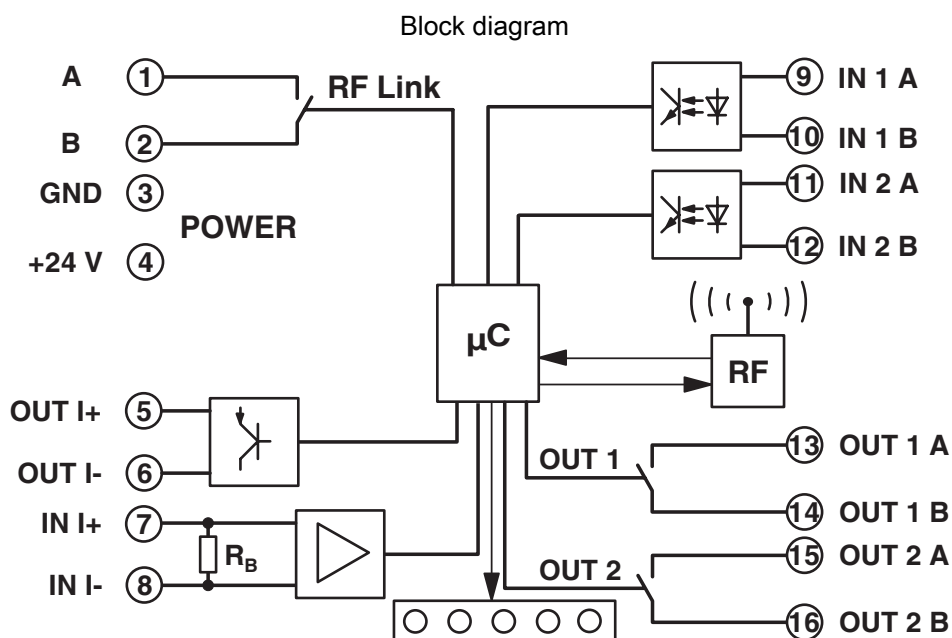 Block diagram
A 1
RF Link
B 2
GND 3
POWER
+24 V 4
9 IN 1 A
10 IN 1 B
11 IN 2 A
12 IN 2 B
µC
RF
OUT I+ 5
OUT I- 6
IN I+ 7
RB
IN I- 8
OUT 1
13 OUT 1 A
14 OUT 1 B
OUT 2
15 OUT 2 A
16 OUT 2 B